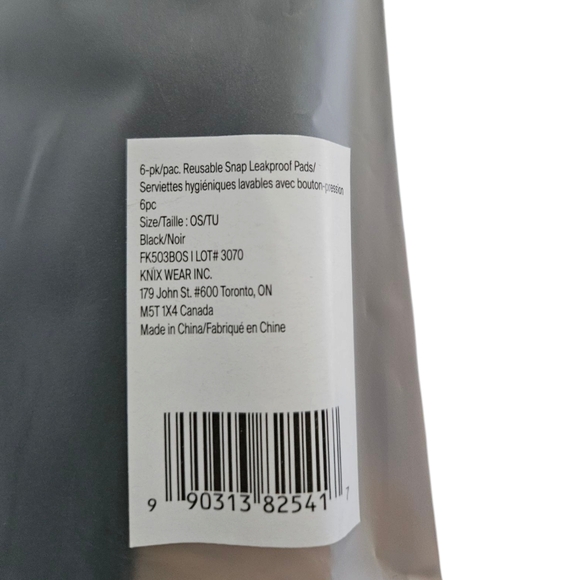 6-pk/pac. Reusable Snap Leakproof Pads/
Serviettes hygiéniques lavables avec bouton-pression
6pc
Size/Taille : OS/TU
Black/Noir
FK503BOS | LOT# 3070
KNIX WEAR INC.
179 John St. #600 Toronto, ON
M5T 1X4 Canada
Made in China/Fabriqué en Chine
9 90313 82541 7